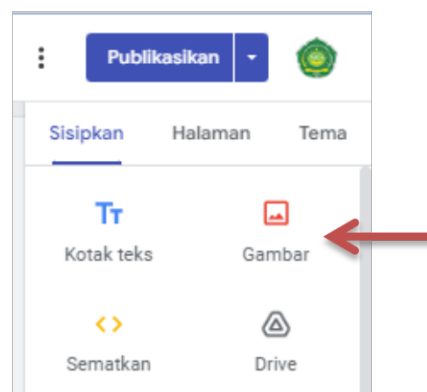 Publikasikan
Sisipkan Halaman Tema
Tт
Kotak teks Gambar
Sematkan Drive